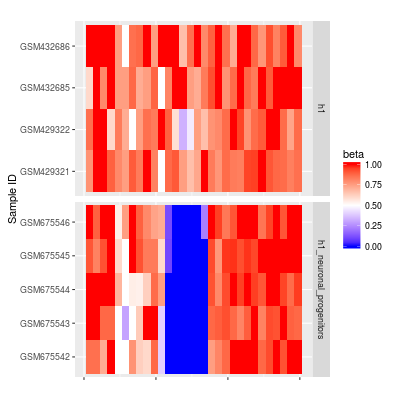 GSM432686
GSM432685
GSM429322
GSM429321
h1
GSM675546
GSM675545
GSM675544
GSM675543
GSM675542
h1_neuronal_progenitors
Sample ID
beta
1.00
0.75
0.50
0.25
0.00